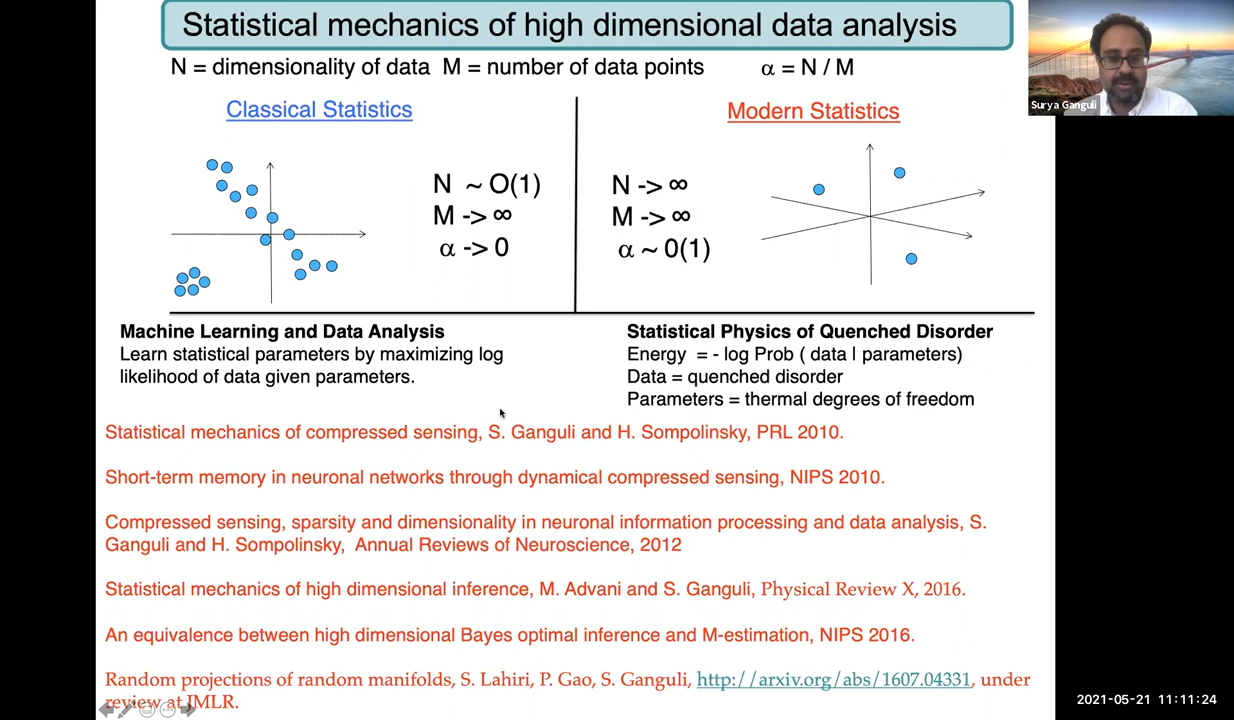 Statistical mechanics of high dimensional data analysis
N = dimensionality of data M = number of data points α = N / M
Classical Statistics
Modern Statistics
N ~ O(1)
M -> ∞
α -> 0
N -> ∞
M -> ∞
α ~ 0(1)
Machine Learning and Data Analysis
Learn statistical parameters by maximizing log
likelihood of data given parameters.
Statistical Physics of Quenched Disorder
Energy = - log Prob ( data | parameters)
Data = quenched disorder
Parameters = thermal degrees of freedom
Statistical mechanics of compressed sensing, S. Ganguli and H. Sompolinsky, PRL 2010.
Short-term memory in neuronal networks through dynamical compressed sensing, NIPS 2010.
Compressed sensing, sparsity and dimensionality in neuronal information processing and data analysis, S.
Ganguli and H. Sompolinsky, Annual Reviews of Neuroscience, 2012
Statistical mechanics of high dimensional inference, M. Advani and S. Ganguli, Physical Review X, 2016.
An equivalence between high dimensional Bayes optimal inference and M-estimation, NIPS 2016.
Random projections of random manifolds, S. Lahiri, P. Gao, S. Ganguli, http://arxiv.org/abs/1607.04331, under
review at JMLR.
Surya Ganguli
2021-05-21 11:11:24